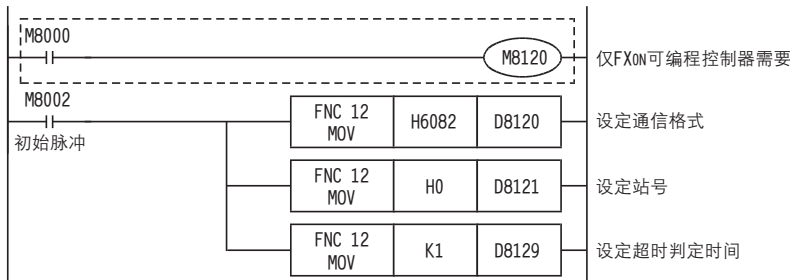 M8000
M8120
仅FX0N可编程控制器需要
M8002
初始脉冲
FNC 12
MOV
H6082
D8120
设定通信格式
FNC 12
MOV
H0
D8121
设定站号
FNC 12
MOV
K1
D8129
设定超时判定时间